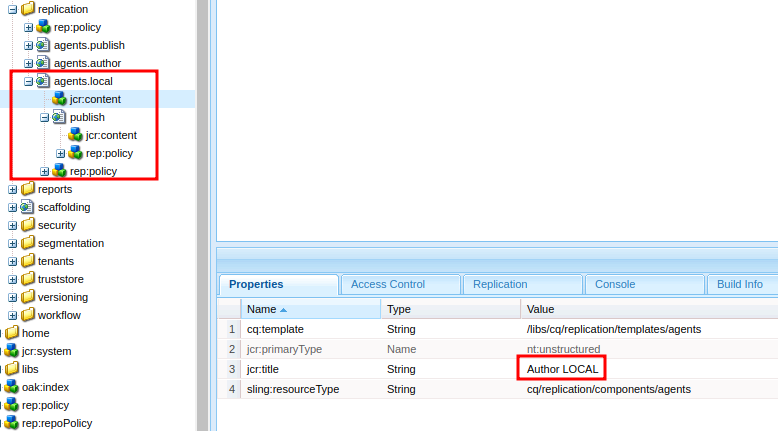 replication
rep:policy
agents.publish
agents.author
agents.local
jcr:content
publish
jcr:content
rep:policy
rep:policy
reports
scaffolding
security
segmentation
tenants
truststore
versioning
workflow
home
jcr:system
libs
oak:index
rep:policy
rep:repoPolicy
Properties Access Control Replication Console Build Info
Name Type Value
1 cq:template String /libs/cq/replication/templates/agents
2 jcr:primaryType Name nt:unstructured
3 jcr:title String Author LOCAL
4 sling:resourceType String cq/replication/components/agents